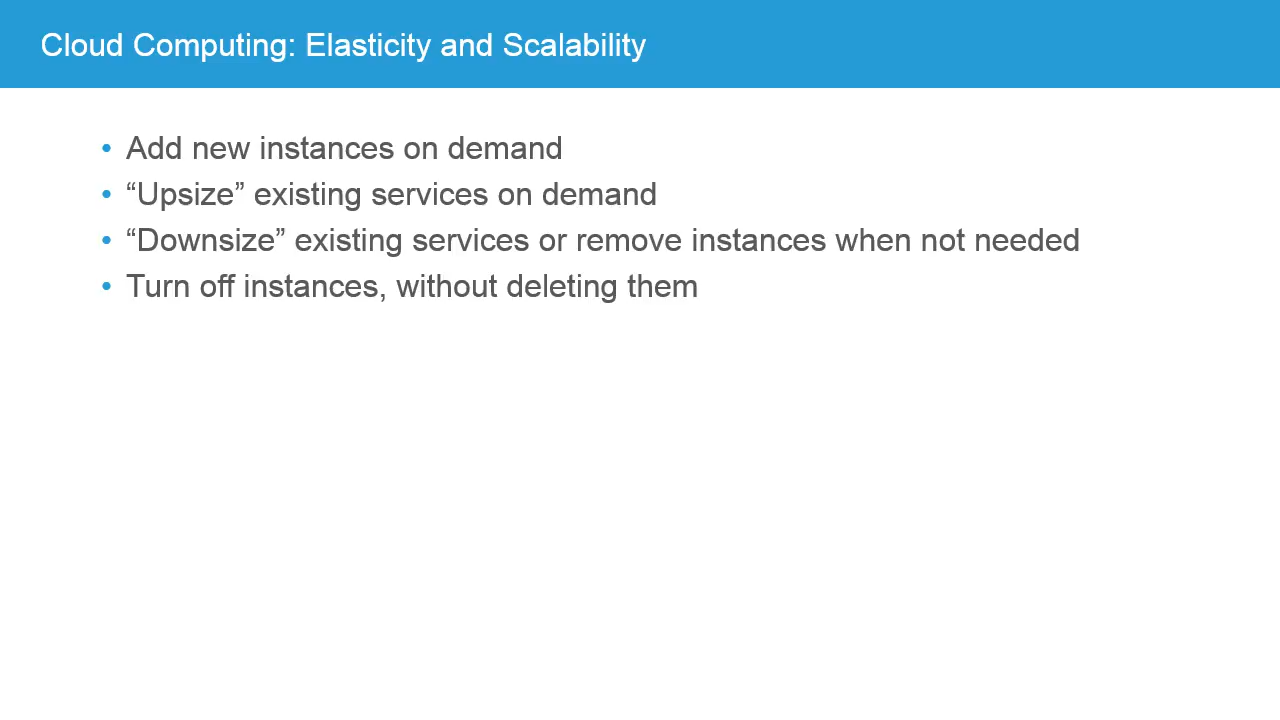 Cloud Computing: Elasticity and Scalability
• Add new instances on demand
• “Upsize” existing services on demand
• “Downsize” existing services or remove instances when not needed
• Turn off instances, without deleting them